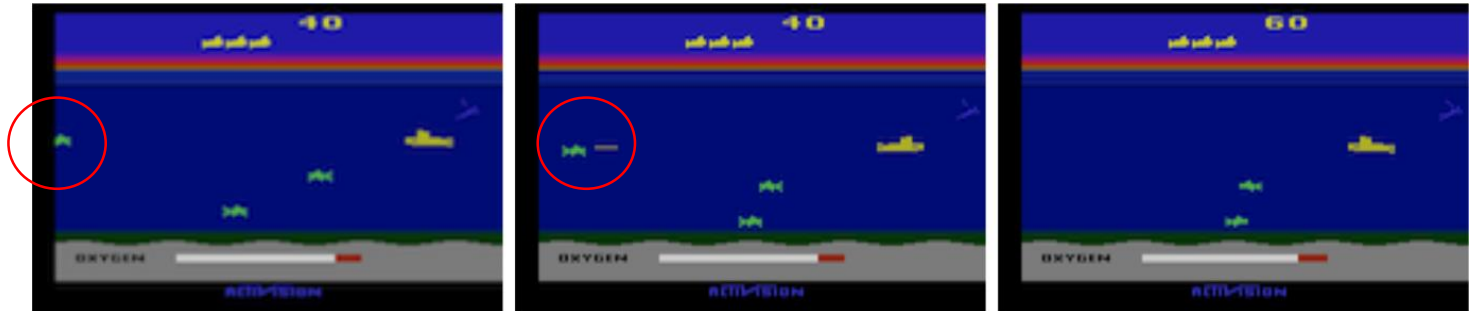 40
OXYGEN
ACTIVISION
40
OXYGEN
ACTIVISION
60
OXYGEN
ACTIVISION